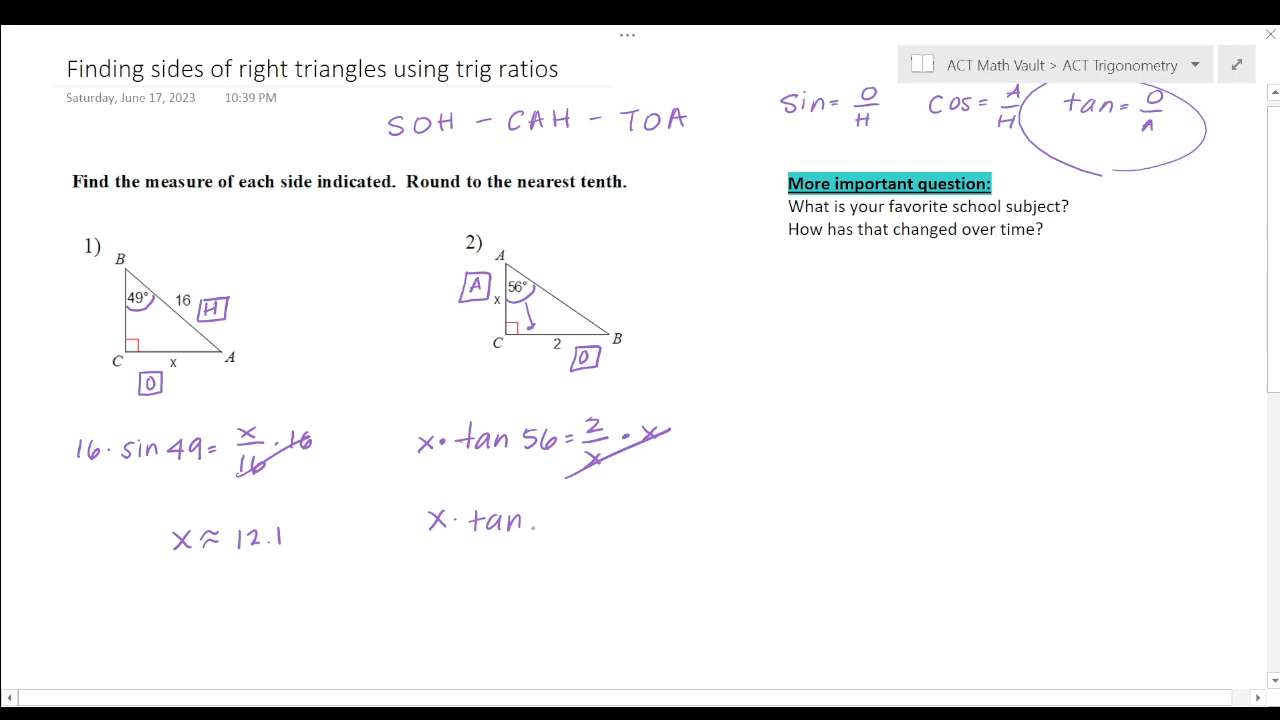 Finding sides of right triangles using trig ratios
Saturday, June 17, 2023 10:39 PM
ACT Math Vault > ACT Trigonometry
SOH - CAH - TOA
sin = O/H cos = A/H tan = O/A
Find the measure of each side indicated. Round to the nearest tenth.
More important question:
What is your favorite school subject?
How has that changed over time?
1)
B
49°
16
H
C
x
A
O
2)
A
A
56°
x
C
2
B
O
16 · sin 49 = x/16 · 16
x ≈ 12.1
x · tan 56 = 2/x · x
x · tan